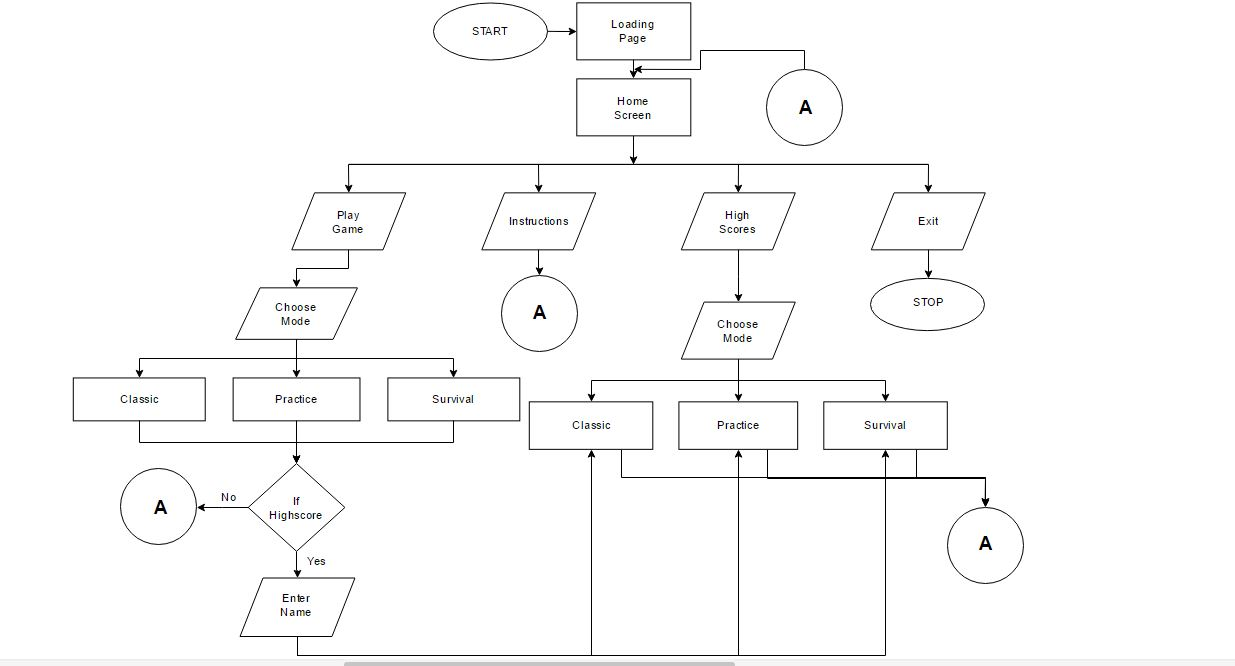 START
Loading
Page
Home
Screen
A
Play
Game
Instructions
High
Scores
Exit
Choose
Mode
A
Choose
Mode
STOP
Classic
Practice
Survival
Classic
Practice
Survival
A
No
If
Highscore
Yes
A
Enter
Name